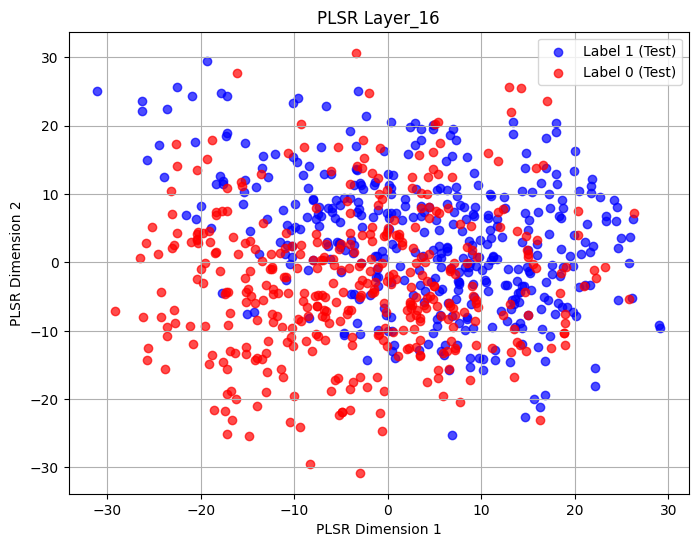 PLSR Layer_16
Label 1 (Test)
Label 0 (Test)
PLSR Dimension 2
30
20
10
0
−10
−20
−30
−30
−20
−10
0
10
20
30
PLSR Dimension 1